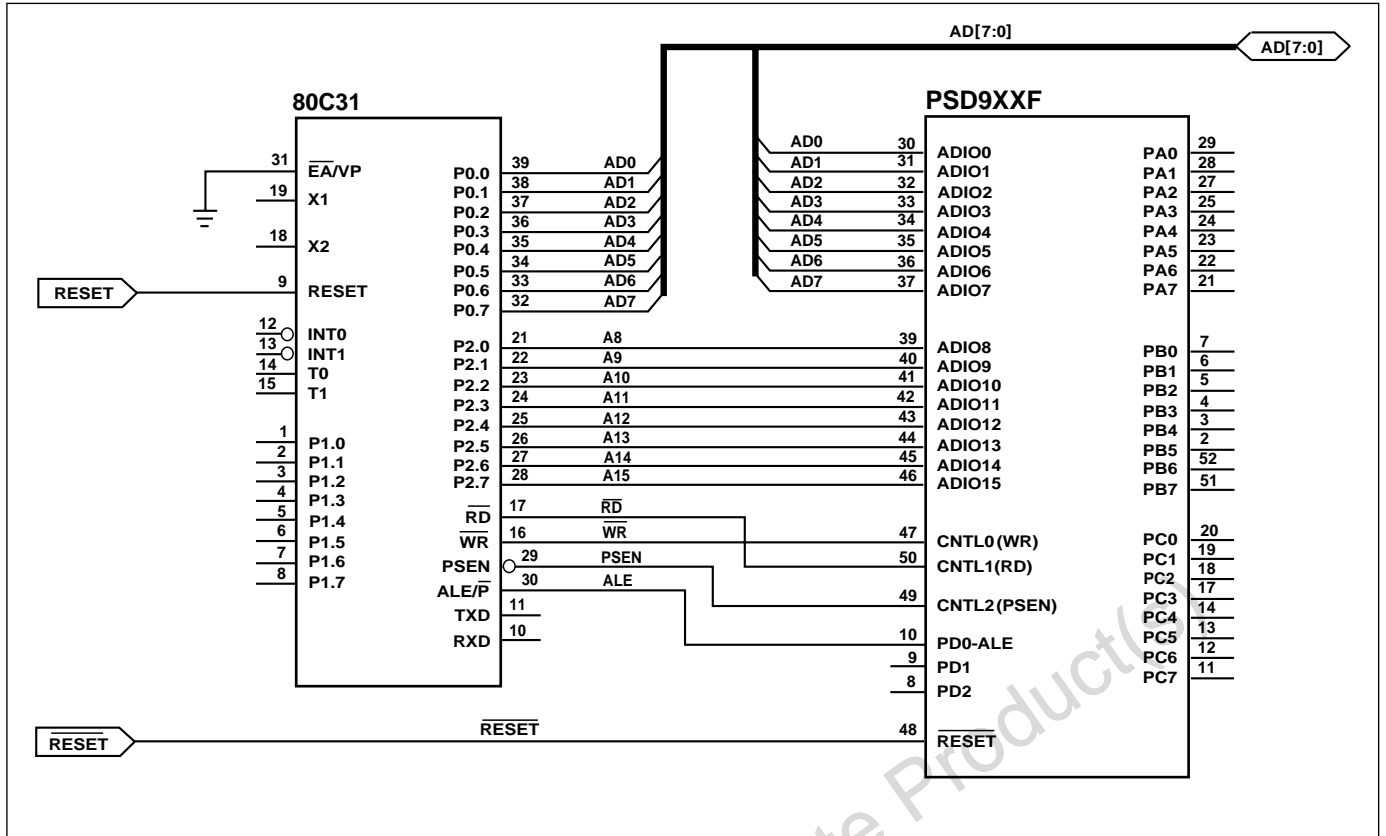 AD[7:0]
AD[7:0]
80C31
PSD9XXF
31 EA/VP
19 X1
18 X2
RESET 9 RESET
12 INT0
13 INT1
14 T0
15 T1
1 P1.0
2 P1.1
3 P1.2
4 P1.3
5 P1.4
6 P1.5
7 P1.6
8 P1.7
P0.0 39 AD0
P0.1 38 AD1
P0.2 37 AD2
P0.3 36 AD3
P0.4 35 AD4
P0.5 34 AD5
P0.6 33 AD6
P0.7 32 AD7
P2.0 21 A8
P2.1 22 A9
P2.2 23 A10
P2.3 24 A11
P2.4 25 A12
P2.5 26 A13
P2.6 27 A14
P2.7 28 A15
RD 17 RD
WR 16 WR
PSEN 29 PSEN
ALE/P 30 ALE
TXD 11
RXD 10
AD0 30 ADIO0
AD1 31 ADIO1
AD2 32 ADIO2
AD3 33 ADIO3
AD4 34 ADIO4
AD5 35 ADIO5
AD6 36 ADIO6
AD7 37 ADIO7
39 ADIO8
40 ADIO9
41 ADIO10
42 ADIO11
43 ADIO12
44 ADIO13
45 ADIO14
46 ADIO15
47 CNTL0(WR)
50 CNTL1(RD)
49 CNTL2(PSEN)
10 PD0-ALE
9 PD1
8 PD2
48 RESET
PA0 29
PA1 28
PA2 27
PA3 25
PA4 24
PA5 23
PA6 22
PA7 21
PB0 7
PB1 6
PB2 5
PB3 4
PB4 3
PB5 2
PB6 52
PB7 51
PC0 20
PC1 19
PC2 18
PC3 17
PC4 14
PC5 13
PC6 12
PC7 11
RESET RESET
te Product(s)